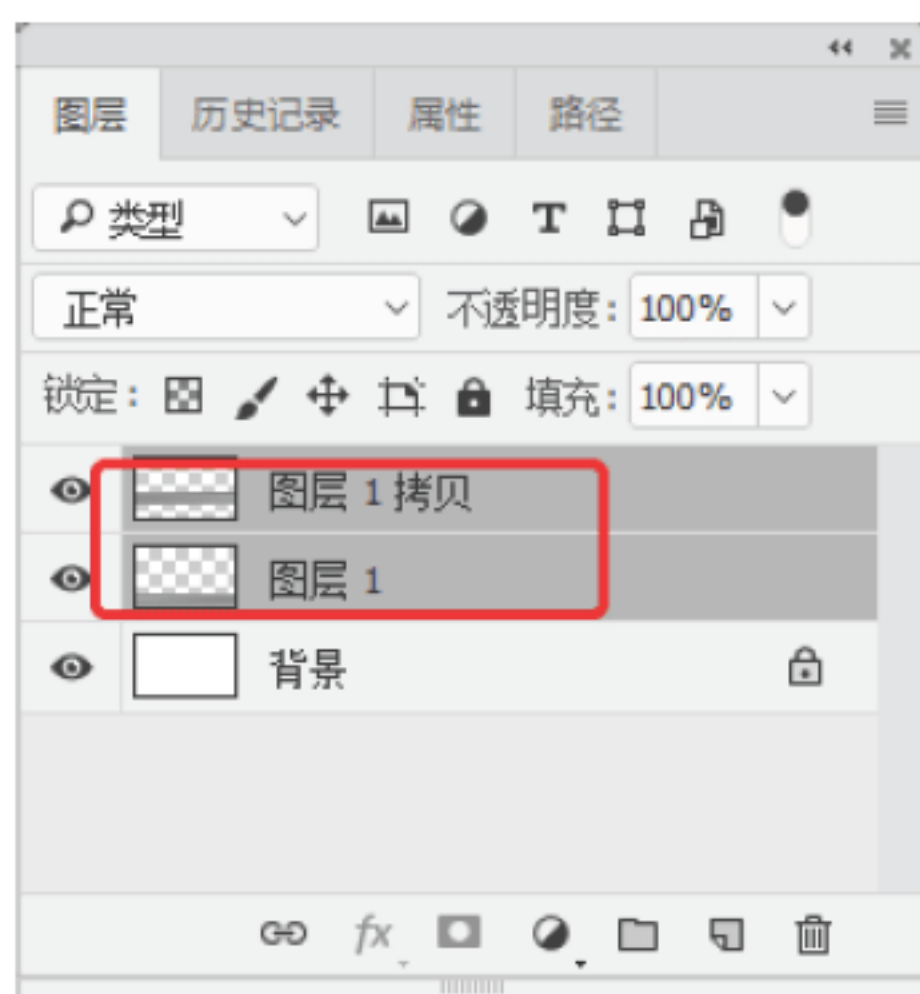 图层 历史记录 属性 路径
类型 T
正常 不透明度: 100%
锁定: 填充: 100%
图层 1 拷贝
图层 1
背景
fx